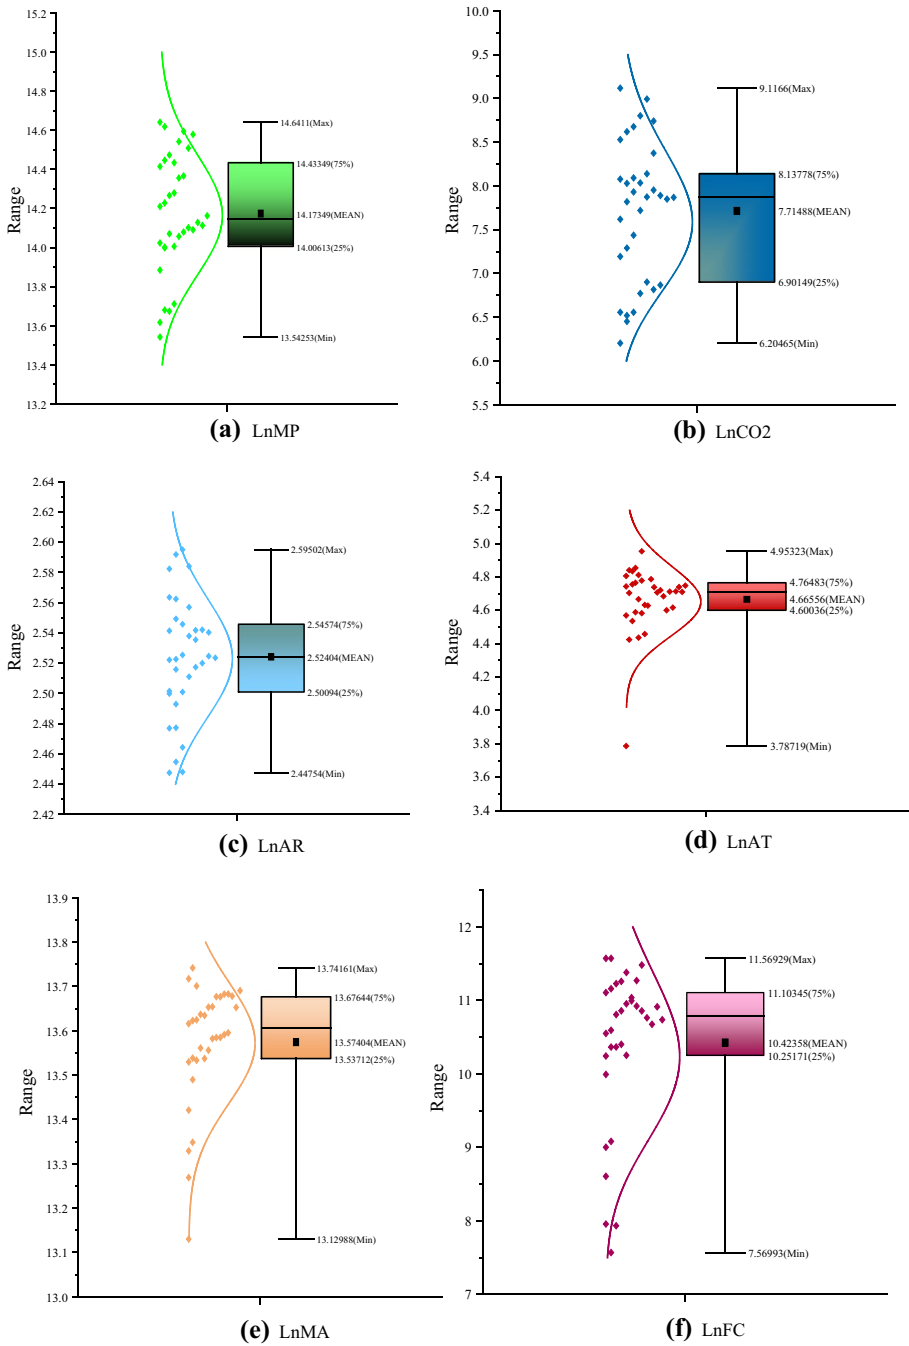 15.2
15.0
14.8
14.6
14.4
14.2
14.0
13.8
13.6
13.4
13.2
Range
14.6411(Max)
14.43349(75%)
14.17349(MEAN)
14.00613(25%)
13.54253(Min)
(a) LnMP
10.0
9.5
9.0
8.5
8.0
7.5
7.0
6.5
6.0
5.5
Range
9.1166(Max)
8.13778(75%)
7.71488(MEAN)
6.90149(25%)
6.20465(Min)
(b) LnCO2
2.64
2.62
2.60
2.58
2.56
2.54
2.52
2.50
2.48
2.46
2.44
2.42
Range
2.59502(Max)
2.54574(75%)
2.52404(MEAN)
2.50094(25%)
2.44754(Min)
(c) LnAR
5.4
5.2
5.0
4.8
4.6
4.4
4.2
4.0
3.8
3.6
3.4
Range
4.95323(Max)
4.76483(75%)
4.66556(MEAN)
4.60036(25%)
3.78719(Min)
(d) LnAT
13.9
13.8
13.7
13.6
13.5
13.4
13.3
13.2
13.1
13.0
Range
13.74161(Max)
13.67644(75%)
13.57404(MEAN)
13.53712(25%)
13.12988(Min)
(e) LnMA
12
11
10
9
8
7
Range
11.56929(Max)
11.10345(75%)
10.42358(MEAN)
10.25171(25%)
7.56993(Min)
(f) LnFC